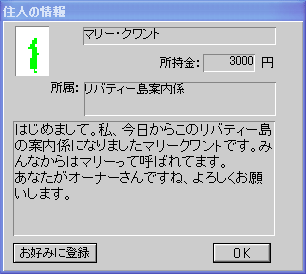 住人の情報
マリー・クワント
所持金: 3000 円
所属: リバティー島案内係
はじめまして。私、今日からこのリバティー島
の案内係になりましたマリークワントです。み
んなからはマリーって呼ばれてます。
あなたがオーナーさんですね、よろしくお願
いします。
お好みに登録 OK